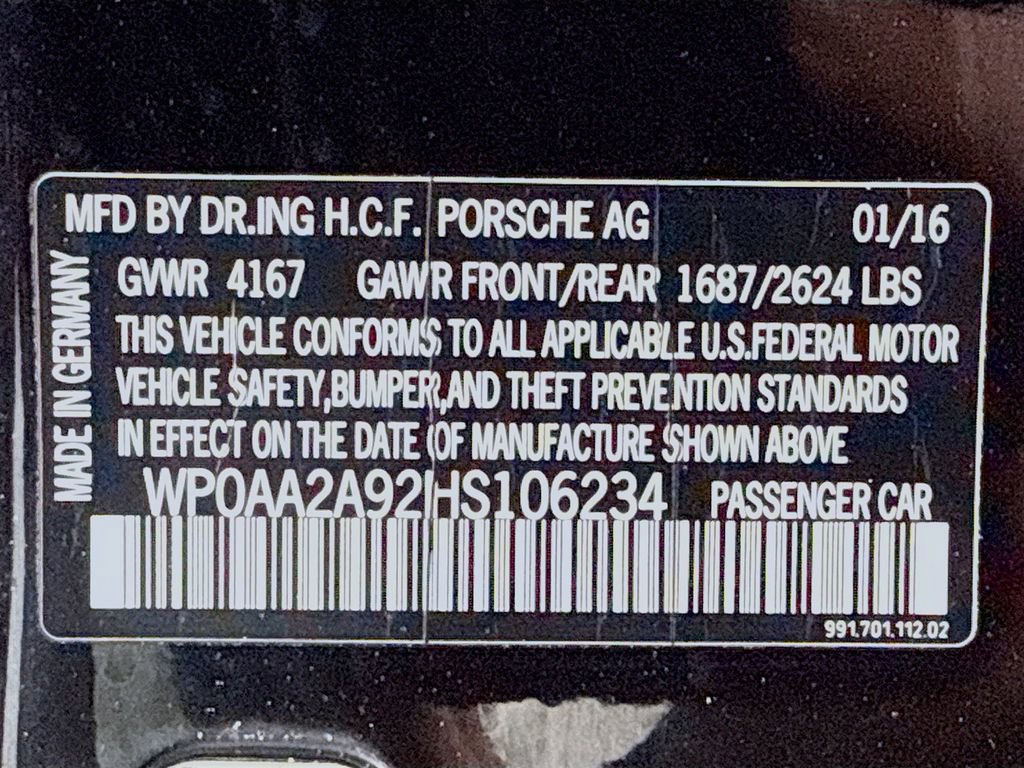 MFD BY DR.ING H.C.F. PORSCHE AG 01/16
GVWR 4167 GAWR FRONT/REAR 1687/2624 LBS
THIS VEHICLE CONFORMS TO ALL APPLICABLE U.S.FEDERAL MOTOR
VEHICLE SAFETY,BUMPER,AND THEFT PREVENTION STANDARDS
IN EFFECT ON THE DATE OF MANUFACTURE SHOWN ABOVE
WP0AA2A92HS106234 PASSENGER CAR
991.701.112.02
MADE IN GERMANY